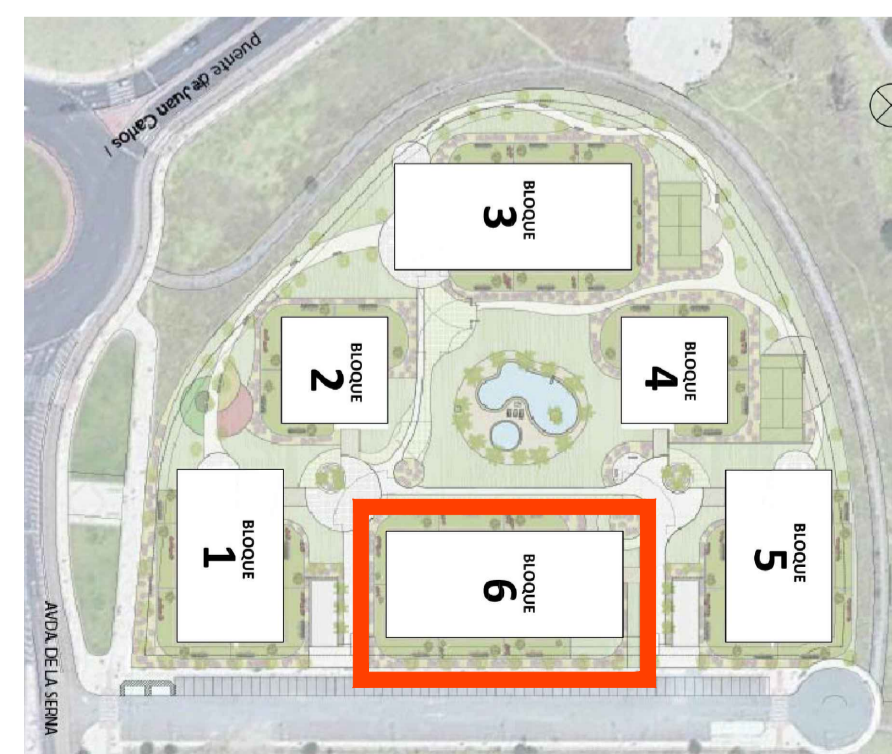 puente de Juan Carlos I
BLOQUE
3
BLOQUE
2
BLOQUE
4
BLOQUE
1
BLOQUE
6
BLOQUE
5
AVDA. DE LA SERNA